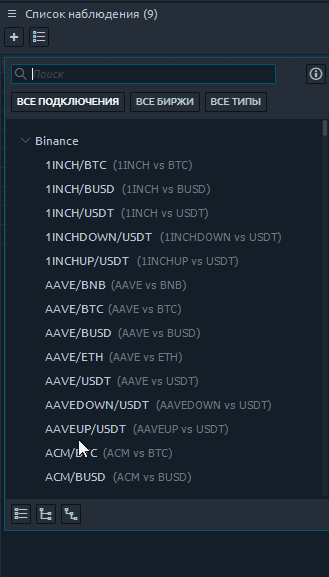 Список наблюдения (9)
Поиск
ВСЕ ПОДКЛЮЧЕНИЯ ВСЕ БИРЖИ ВСЕ ТИПЫ
Binance
1INCH/BTC (1INCH vs BTC)
1INCH/BUSD (1INCH vs BUSD)
1INCH/USDT (1INCH vs USDT)
1INCHDOWN/USDT (1INCHDOWN vs USDT)
1INCHUP/USDT (1INCHUP vs USDT)
AAVE/BNB (AAVE vs BNB)
AAVE/BTC (AAVE vs BTC)
AAVE/BUSD (AAVE vs BUSD)
AAVE/ETH (AAVE vs ETH)
AAVE/USDT (AAVE vs USDT)
AAVEDOWN/USDT (AAVEDOWN vs USDT)
AAVEUP/USDT (AAVEUP vs USDT)
ACM/BTC (ACM vs BTC)
ACM/BUSD (ACM vs BUSD)